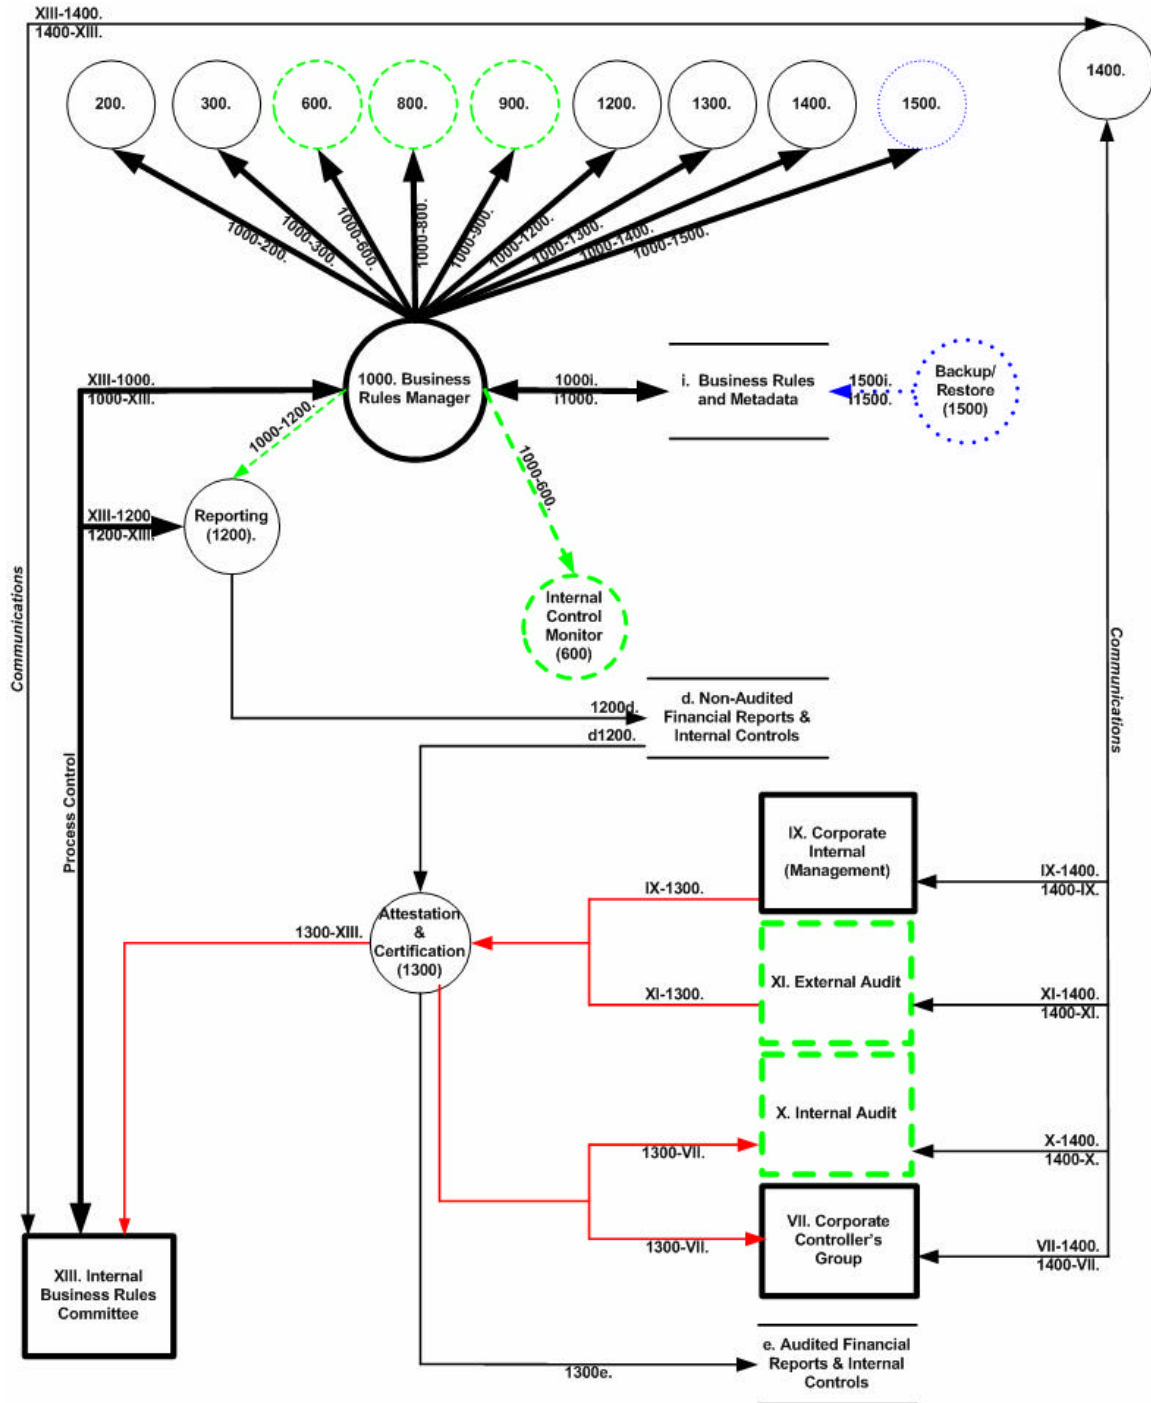 XIII-1400.
1400-XIII.
1400.
200.
300.
600.
800.
900.
1200.
1300.
1400.
1500.
1000-200.
1000-300.
1000-600.
1000-800.
1000-900.
1000-1200.
1000-1300.
1000-1400.
1000-1500.
XIII-1000.
1000-XIII.
1000. Business
Rules Manager
1000i.
i1000.
i. Business Rules
and Metadata
1500i.
i1500.
Backup/
Restore
(1500)
1000-1200.
1000-600.
XIII-1200
1200-XIII.
Reporting
(1200).
Internal
Control
Monitor
(600)
Communications
Communications
Process Control
1200d.
d1200.
d. Non-Audited
Financial Reports &
Internal Controls
IX. Corporate
Internal
(Management)
IX-1400.
1400-IX.
IX-1300.
1300-XIII.
Attestation
&
Certification
(1300)
XI-1300.
XI. External Audit
XI-1400.
1400-XI.
X. Internal Audit
X-1400.
1400-X.
1300-VII.
1300-VII.
VII. Corporate
Controller's
Group
VII-1400.
1400-VII.
XIII. Internal
Business Rules
Committee
1300e.
e. Audited Financial
Reports & Internal
Controls